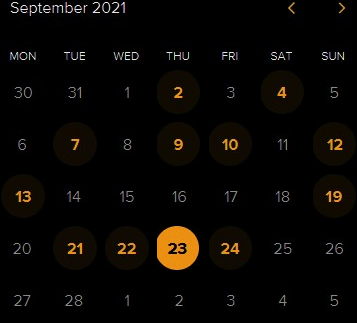 September 2021
MON TUE WED THU FRI SAT SUN
30 31 1 2 3 4 5
6 7 8 9 10 11 12
13 14 15 16 17 18 19
20 21 22 23 24 25 26
27 28 1 2 3 4 5